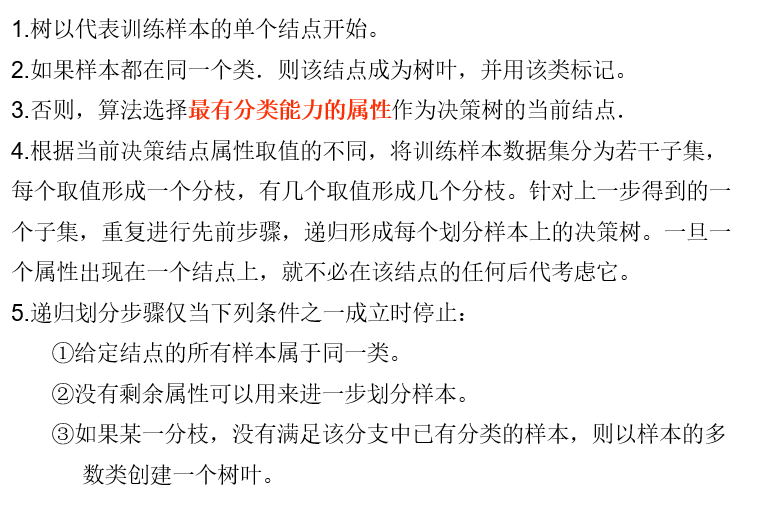 1.树以代表训练样本的单个结点开始。
2.如果样本都在同一个类．则该结点成为树叶，并用该类标记。
3.否则，算法选择最有分类能力的属性作为决策树的当前结点．
4.根据当前决策结点属性取值的不同，将训练样本数据集分为若干子集，
每个取值形成一个分枝，有几个取值形成几个分枝。针对上一步得到的一
个子集，重复进行先前步骤，递归形成每个划分样本上的决策树。一旦一
个属性出现在一个结点上，就不必在该结点的任何后代考虑它。
5.递归划分步骤仅当下列条件之一成立时停止：
①给定结点的所有样本属于同一类。
②没有剩余属性可以用来进一步划分样本。
③如果某一分枝，没有满足该分支中已有分类的样本，则以样本的多
数类创建一个树叶。